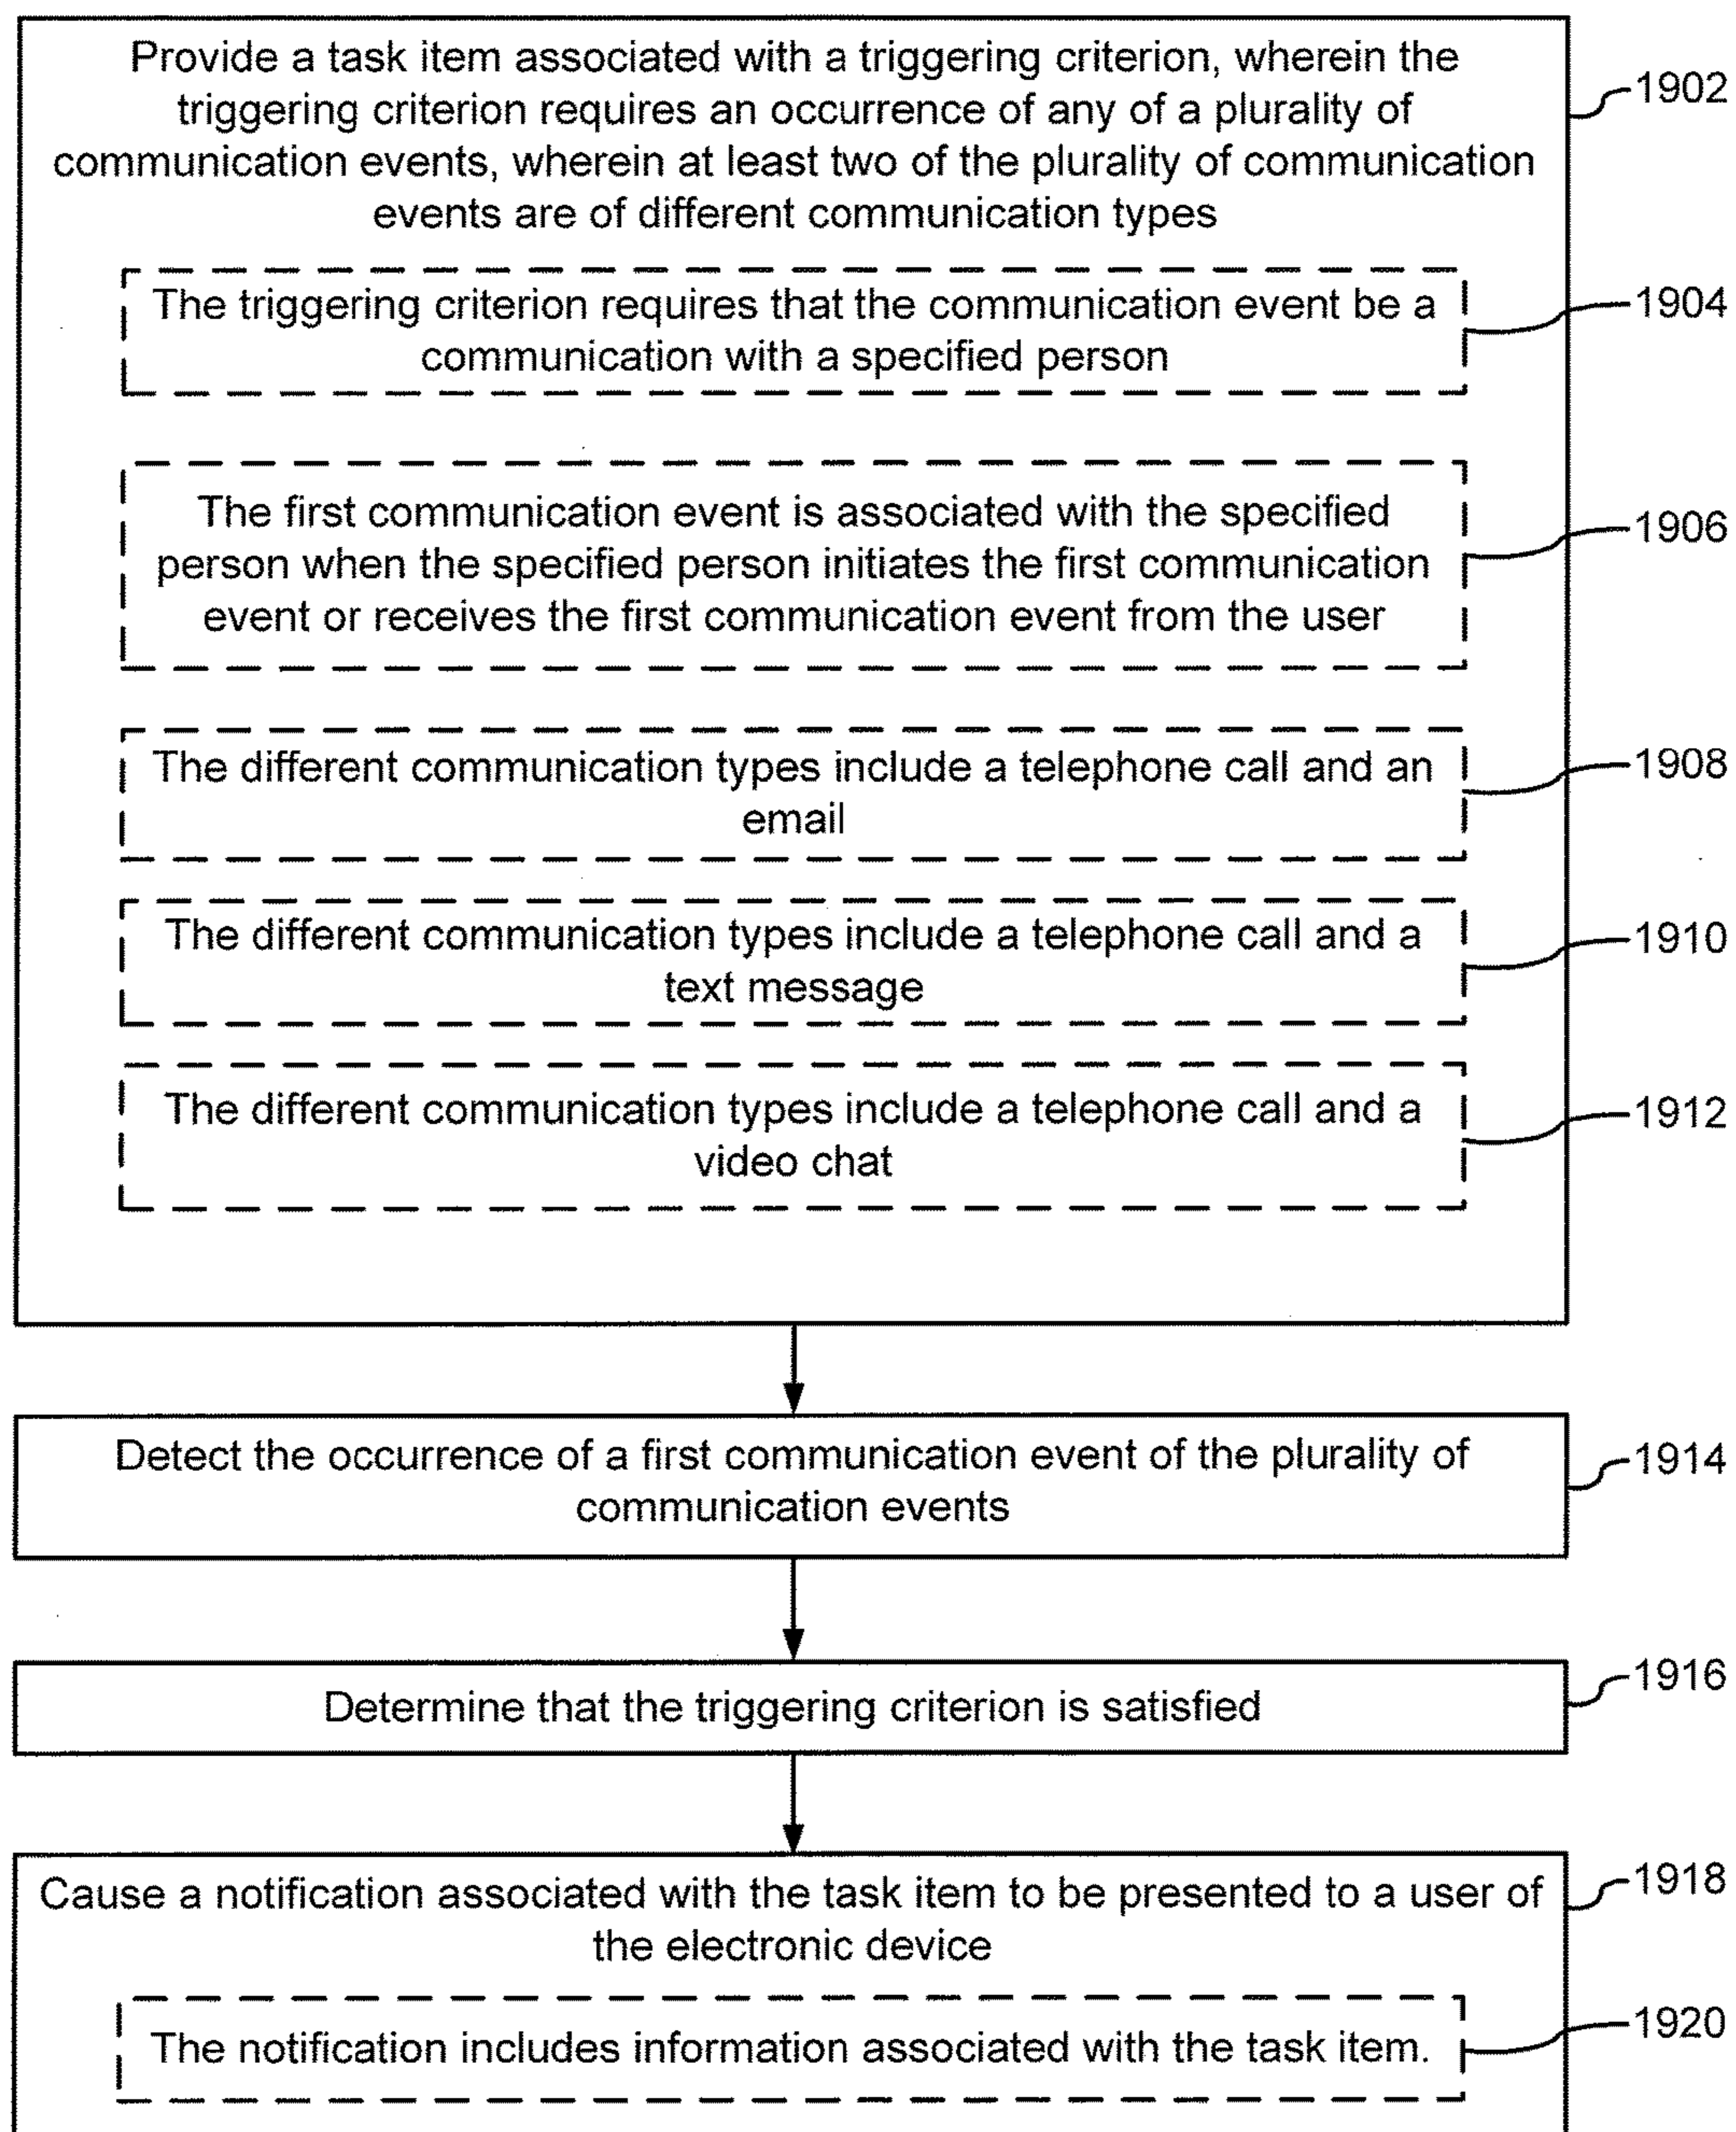 Provide a task item associated with a triggering criterion, wherein the
triggering criterion requires an occurrence of any of a plurality of
communication events, wherein at least two of the plurality of communication
events are of different communication types
1902
The triggering criterion requires that the communication event be a
communication with a specified person
1904
The first communication event is associated with the specified
person when the specified person initiates the first communication
event or receives the first communication event from the user
1906
The different communication types include a telephone call and an
email
1908
The different communication types include a telephone call and a
text message
1910
The different communication types include a telephone call and a
video chat
1912
Detect the occurrence of a first communication event of the plurality of
communication events
1914
Determine that the triggering criterion is satisfied
1916
Cause a notification associated with the task item to be presented to a user of
the electronic device
1918
The notification includes information associated with the task item.
1920